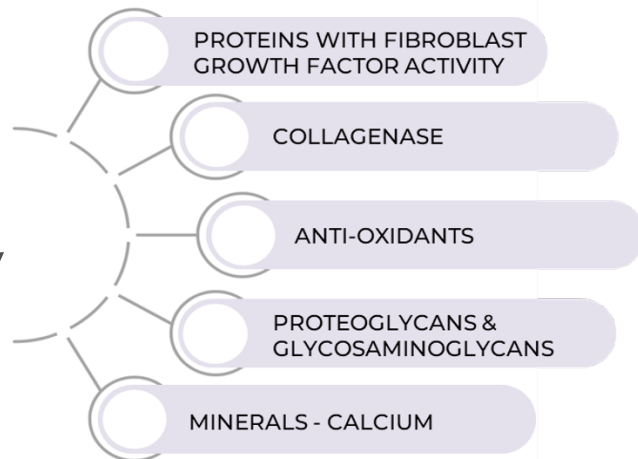 PROTEINS WITH FIBROBLAST
GROWTH FACTOR ACTIVITY
COLLAGENASE
ANTI-OXIDANTS
PROTEOGLYCANS &
GLYCOSAMINOGLYCANS
MINERALS - CALCIUM